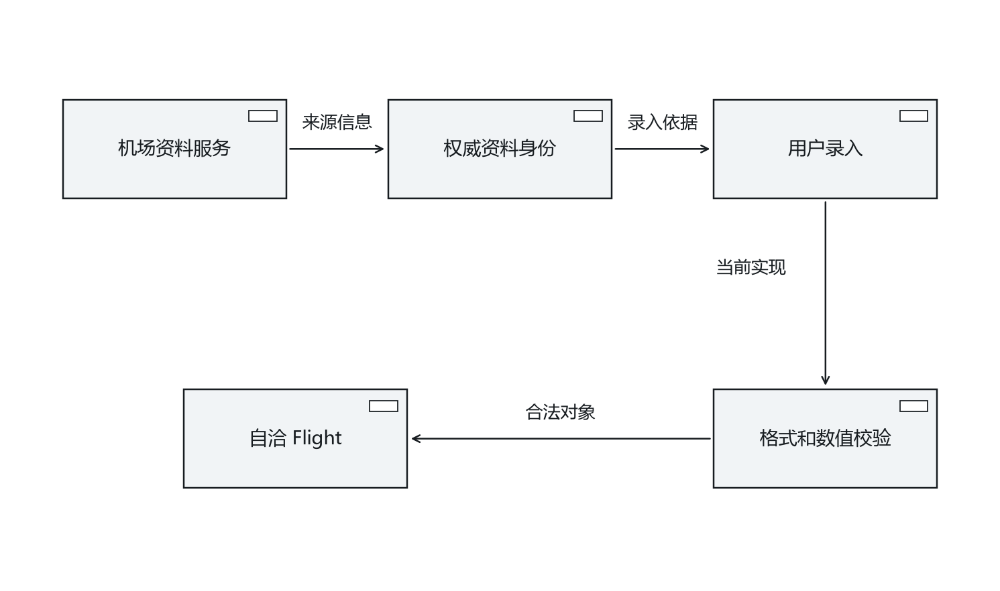 机场资料服务
来源信息
权威资料身份
录入依据
用户录入
当前实现
格式和数值校验
合法对象
自洽 Flight